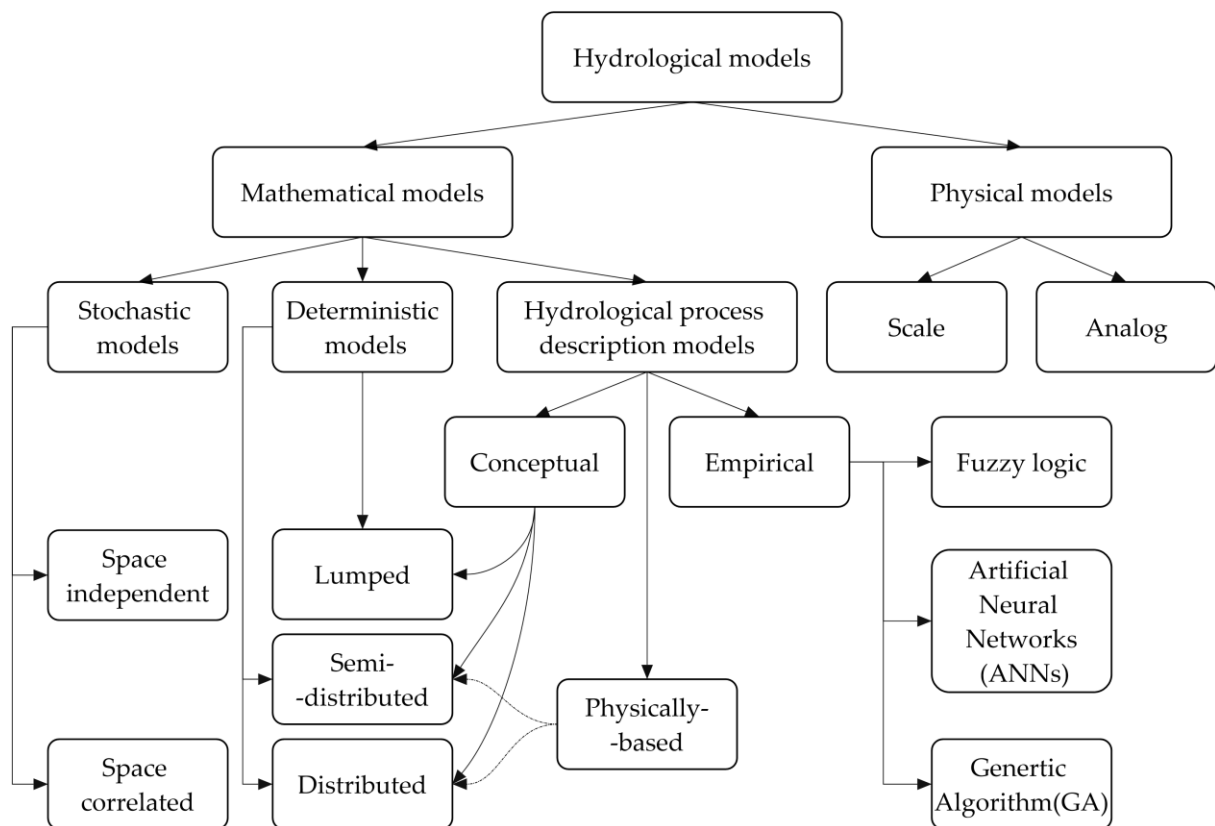 Hydrological models
Mathematical models
Physical models
Stochastic
models
Deterministic
models
Hydrological process
description models
Scale
Analog
Conceptual
Empirical
Fuzzy logic
Space
independent
Lumped
Artificial
Neural
Networks
(ANNs)
Semi-
-distributed
Physically-
-based
Space
correlated
Distributed
Genertic
Algorithm(GA)